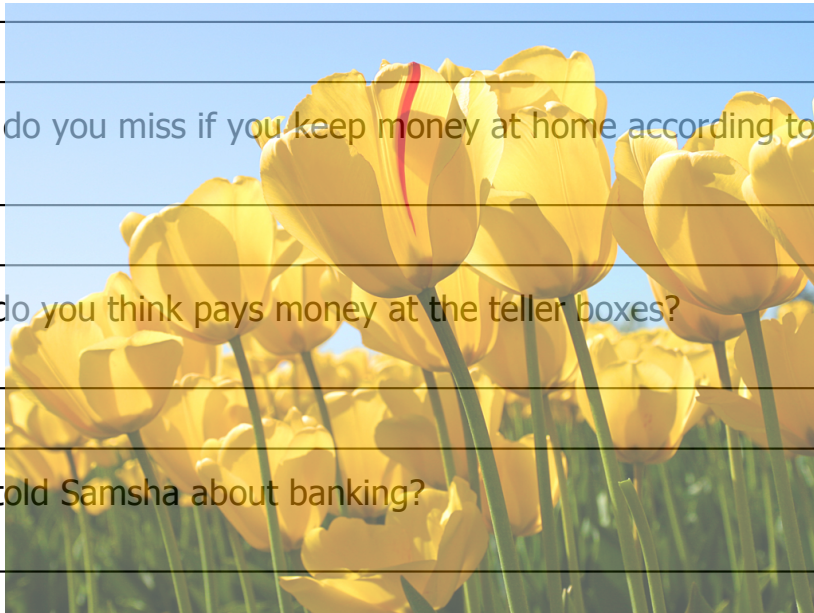 do you miss if you keep money at home according to
do you think pays money at the teller boxes?
told Samsha about banking?